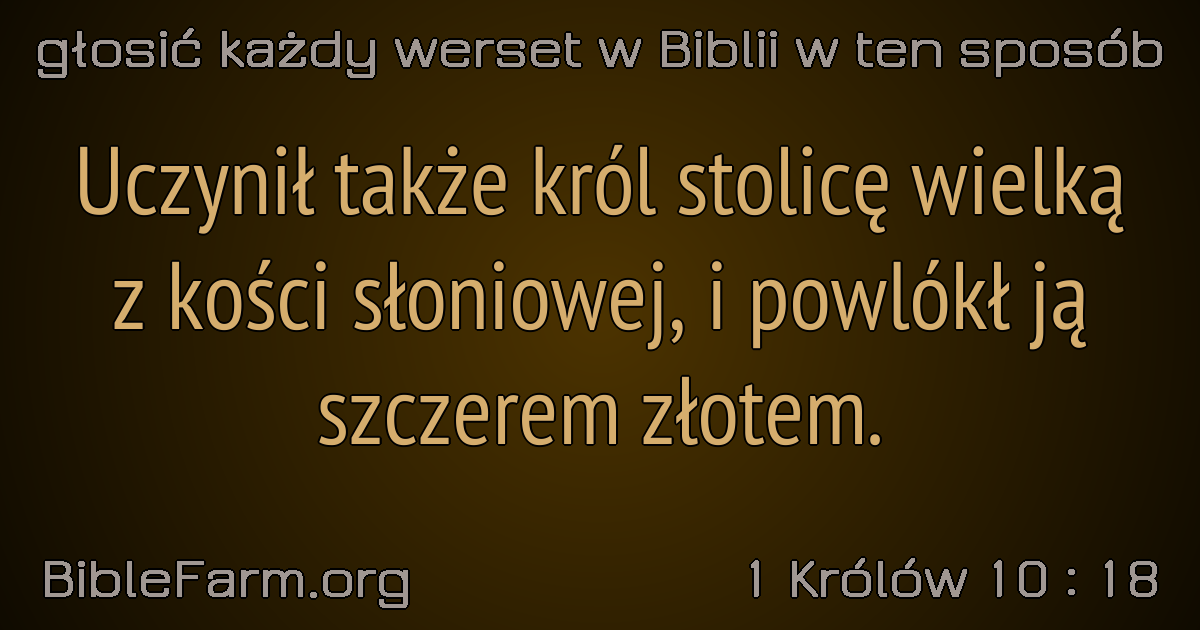 głosić każdy werset w Biblii w ten sposób
Uczynił także król stolicę wielką
z kości słoniowej, i powlókł ją
szczerem złotem.
BibleFarm.org
1 Królów 10 : 18